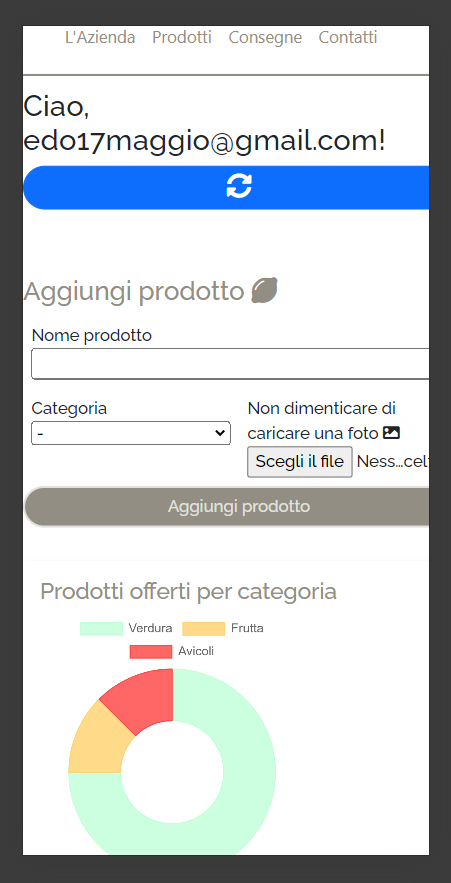 L'Azienda Prodotti Consegne Contatti
Ciao,
edo17maggio@gmail.com!
Aggiungi prodotto
Nome prodotto
Categoria
-
Non dimenticare di
caricare una foto
Scegli il file Ness...celt
Aggiungi prodotto
Prodotti offerti per categoria
Verdura Frutta
Avicoli